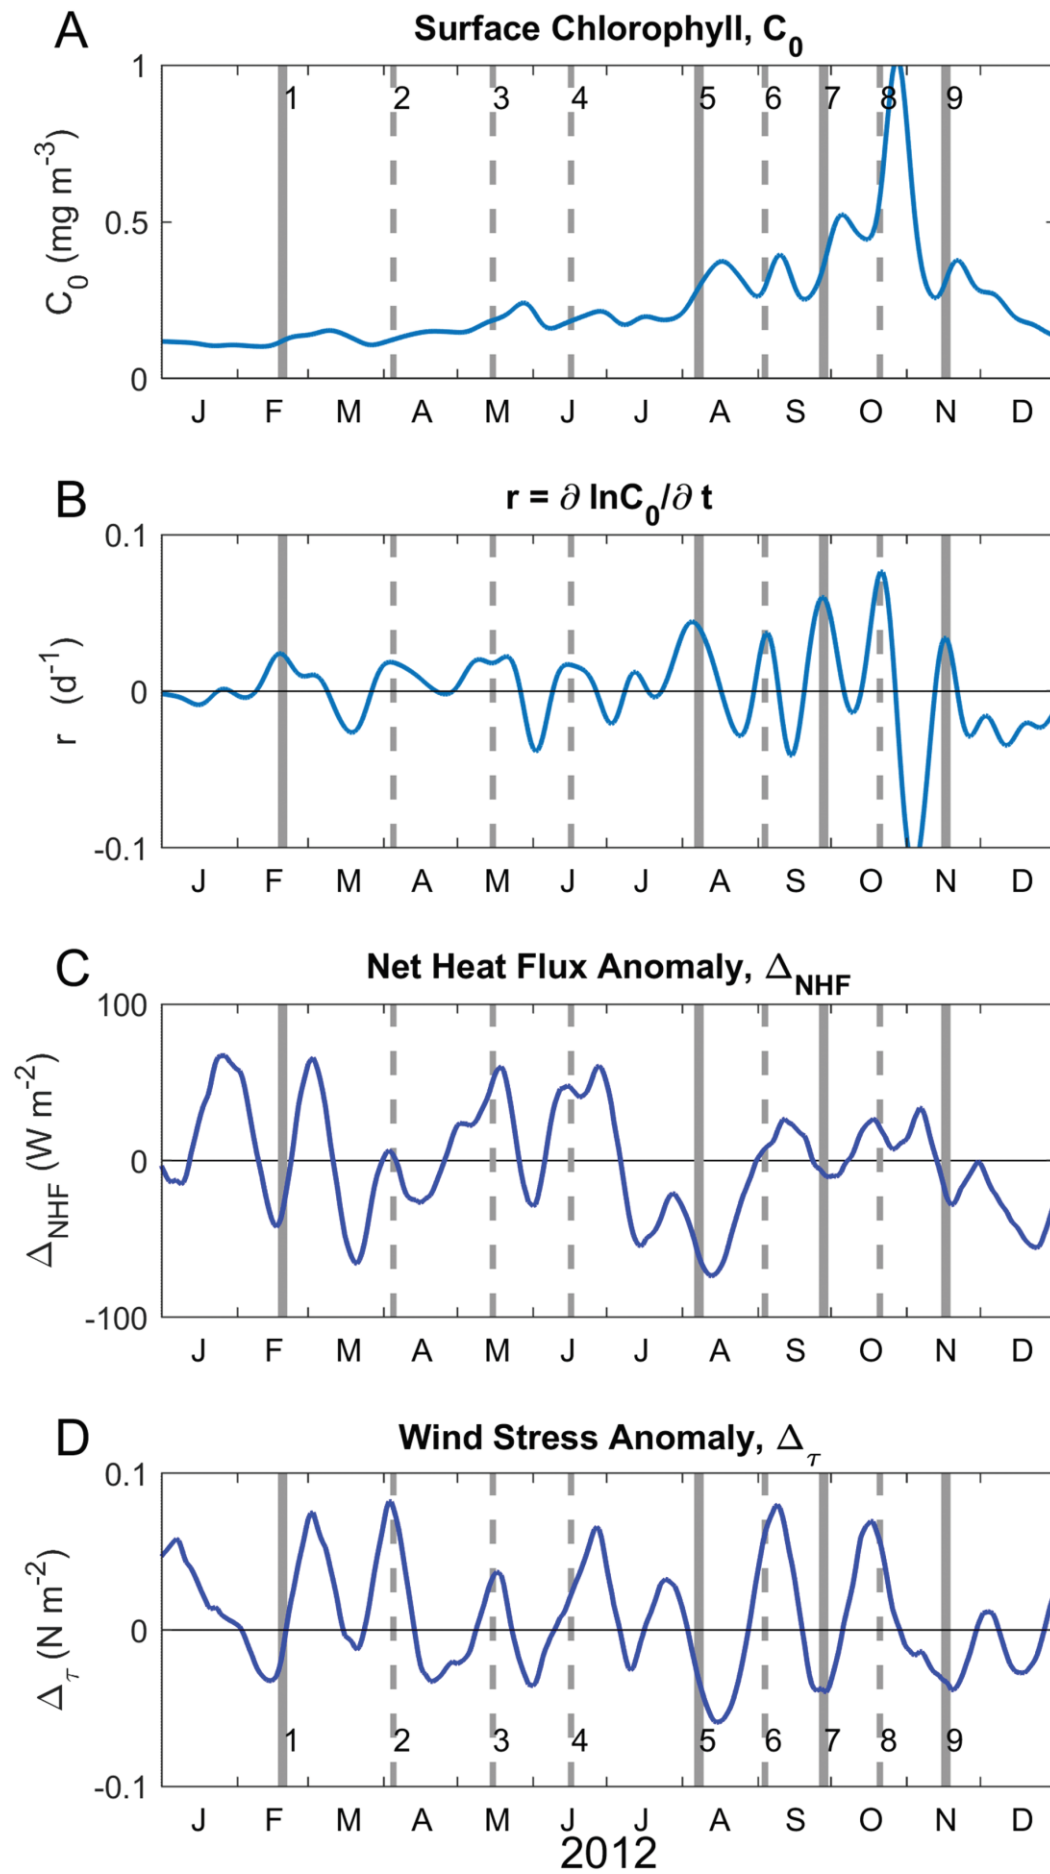 A
Surface Chlorophyll, C0
1
0.5
0
C0 (mg m-3)
1 2 3 4 5 6 7 8 9
J F M A M J J A S O N D
B
r = ∂ lnC0/∂ t
0.1
0
-0.1
r (d-1)
J F M A M J J A S O N D
C
Net Heat Flux Anomaly, ΔNHF
100
0
-100
ΔNHF (W m-2)
J F M A M J J A S O N D
D
Wind Stress Anomaly, Δτ
0.1
0
-0.1
Δτ (N m-2)
1 2 3 4 5 6 7 8 9
J F M A M J J A S O N D
2012